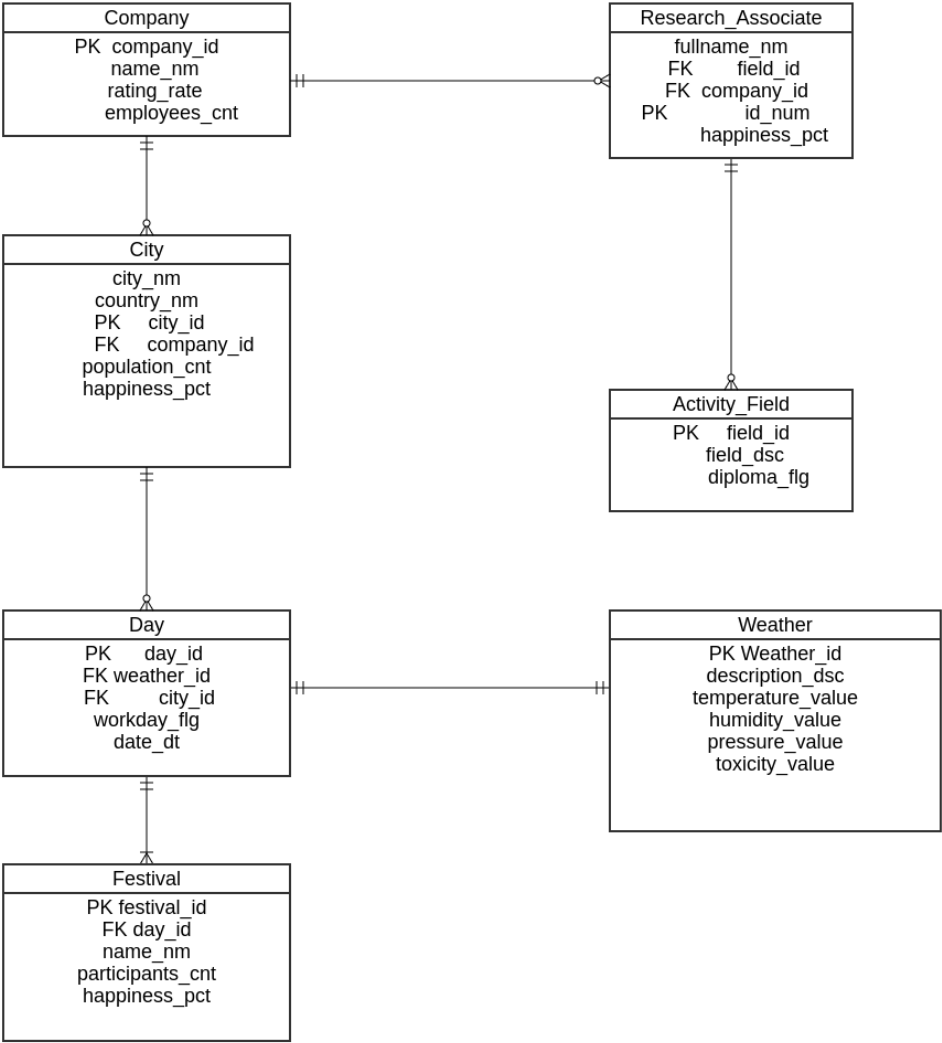 Company
PK company_id
name_nm
rating_rate
employees_cnt
Research_Associate
fullname_nm
FK field_id
FK company_id
PK id_num
happiness_pct
City
city_nm
country_nm
PK city_id
FK company_id
population_cnt
happiness_pct
Activity_Field
PK field_id
field_dsc
diploma_flg
Day
PK day_id
FK weather_id
FK city_id
workday_flg
date_dt
Weather
PK Weather_id
description_dsc
temperature_value
humidity_value
pressure_value
toxicity_value
Festival
PK festival_id
FK day_id
name_nm
participants_cnt
happiness_pct